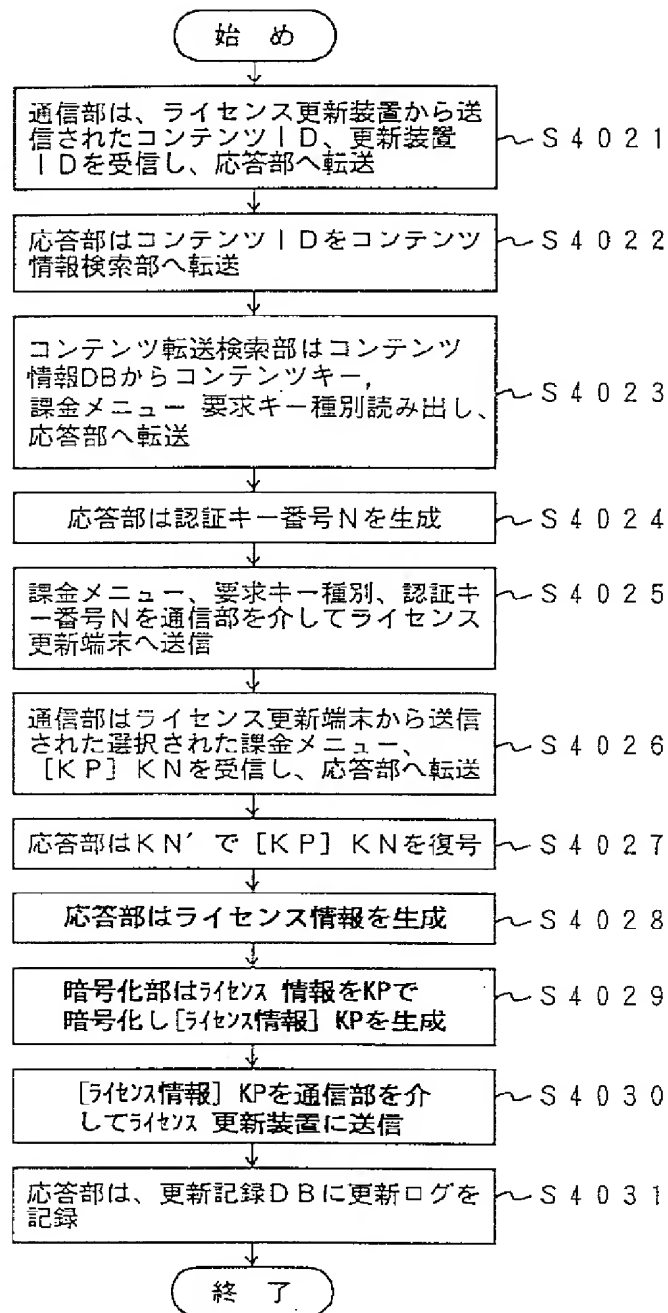 始 め
通信部は、ライセンス更新装置から送
信されたコンテンツID、更新装置
IDを受信し、応答部へ転送
S4021
応答部はコンテンツIDをコンテンツ
情報検索部へ転送
S4022
コンテンツ転送検索部はコンテンツ
情報DBからコンテンツキー,
課金メニュー 要求キー種別読み出し、
応答部へ転送
S4023
応答部は認証キー番号Nを生成
S4024
課金メニュー、要求キー種別、認証キ
ー番号Nを通信部を介してライセンス
更新端末へ送信
S4025
通信部はライセンス更新端末から送信
された選択された課金メニュー、
[KP] KNを受信し、応答部へ転送
S4026
応答部はKN´で[KP] KNを復号
S4027
応答部はライセンス情報を生成
S4028
暗号化部はライセンス 情報をKPで
暗号化し[ライセンス情報] KPを生成
S4029
[ライセンス情報] KPを通信部を介
してライセンス 更新装置に送信
S4030
応答部は、更新記録DBに更新ログを
記録
S4031
終 了